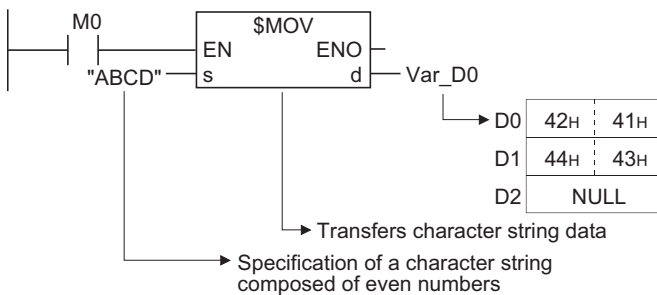 M0
$MOV
EN ENO
"ABCD" s d Var_D0
D0 42H 41H
D1 44H 43H
D2 NULL
Transfers character string data
Specification of a character string
composed of even numbers